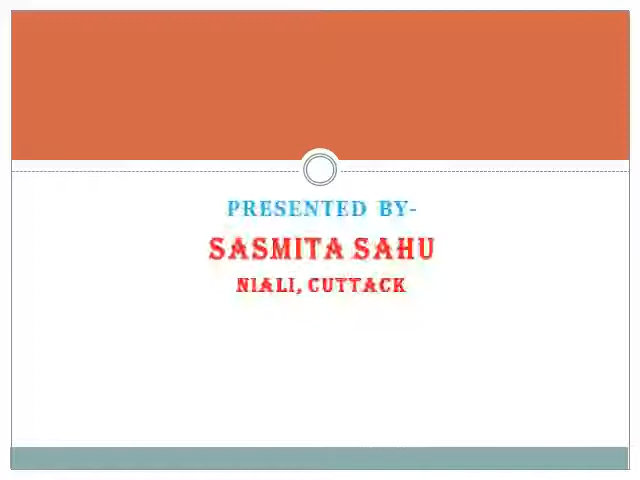 PRESENTED BY-
SASMITA SAHU
NIALI, CUTTACK